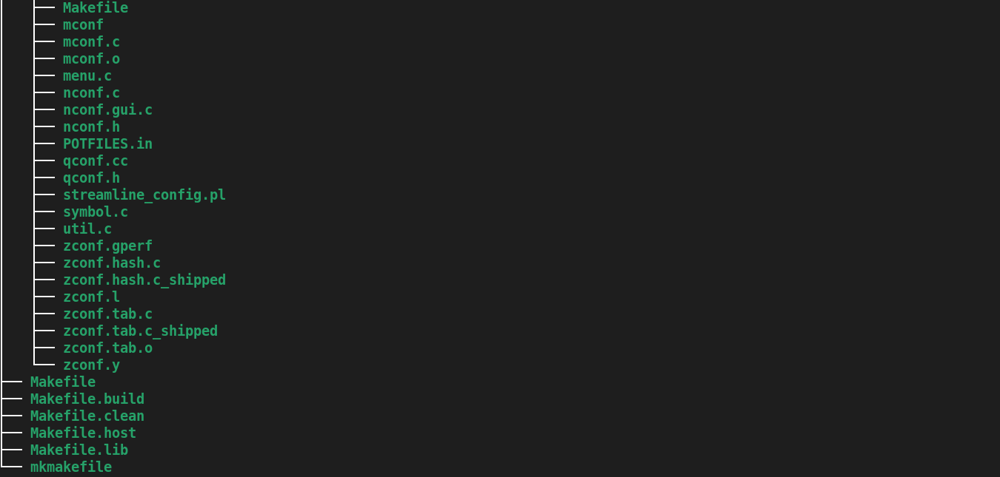 Makefile
mconf
mconf.c
mconf.o
menu.c
nconf.c
nconf.gui.c
nconf.h
POTFILES.in
qconf.cc
qconf.h
streamline_config.pl
symbol.c
util.c
zconf.gperf
zconf.hash.c
zconf.hash.c_shipped
zconf.l
zconf.tab.c
zconf.tab.c_shipped
zconf.tab.o
zconf.y
Makefile
Makefile.build
Makefile.clean
Makefile.host
Makefile.lib
mkmakefile